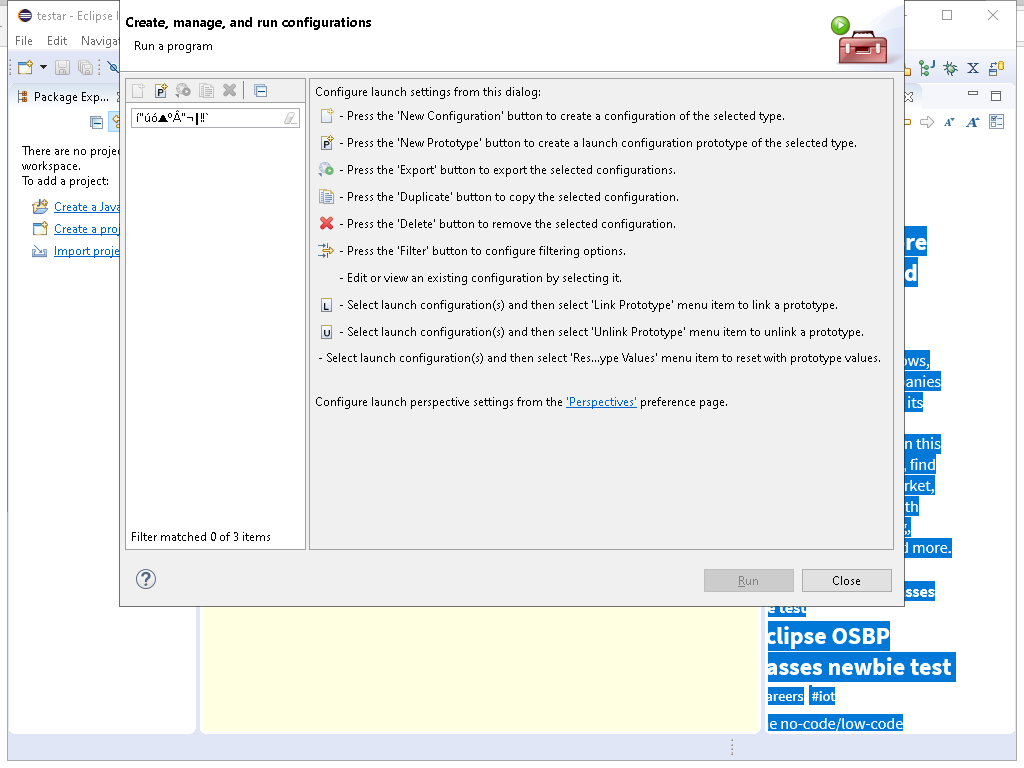 testar - Eclipse I
File Edit Navigat
Package Exp...
There are no proje
workspace.
To add a project:
Create a Java
Create a proj
Import proje
Create, manage, and run configurations
Run a program
Filter matched 0 of 3 items
Configure launch settings from this dialog:
- Press the 'New Configuration' button to create a configuration of the selected type.
- Press the 'New Prototype' button to create a launch configuration prototype of the selected type.
- Press the 'Export' button to export the selected configurations.
- Press the 'Duplicate' button to copy the selected configuration.
- Press the 'Delete' button to remove the selected configuration.
- Press the 'Filter' button to configure filtering options.
- Edit or view an existing configuration by selecting it.
- Select launch configuration(s) and then select 'Link Prototype' menu item to link a prototype.
- Select launch configuration(s) and then select 'Unlink Prototype' menu item to unlink a prototype.
- Select launch configuration(s) and then select 'Res...ype Values' menu item to reset with prototype values.
Configure launch perspective settings from the 'Perspectives' preference page.
Run Close
re
d
ows,
anies
its
n this
, find
rket,
th
d more.
sses
e test
clipse OSBP
asses newbie test
areers #iot
e no-code/low-code